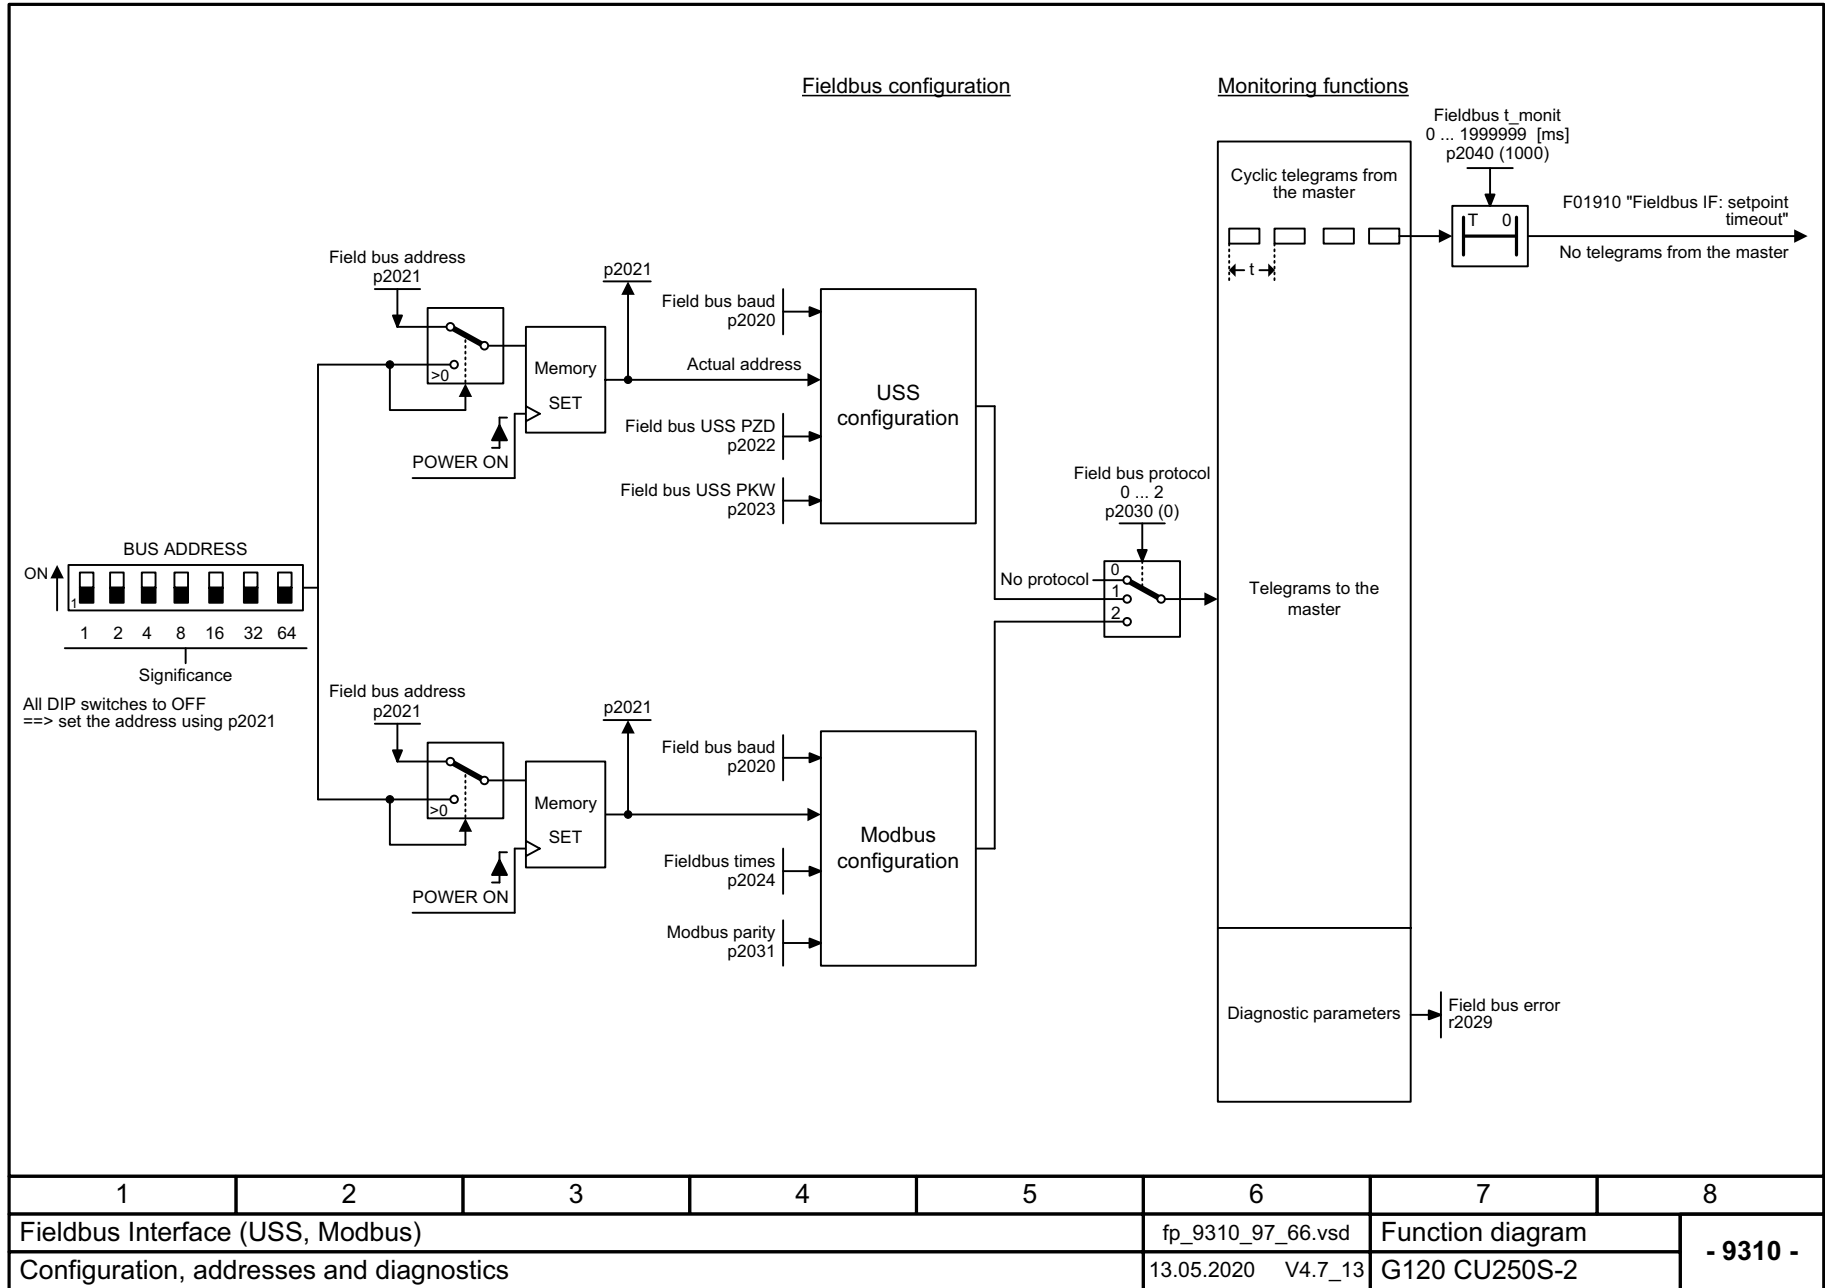 Fieldbus configuration
Monitoring functions
Fieldbus t_monit
0 ... 1999999 [ms]
p2040 (1000)
Cyclic telegrams from
the master
T 0
F01910 "Fieldbus IF: setpoint
timeout"
No telegrams from the master
t
Field bus address
p2021
>0
Memory
SET
POWER ON
p2021
Field bus baud
p2020
Actual address
Field bus USS PZD
p2022
Field bus USS PKW
p2023
USS
configuration
Field bus protocol
0 ... 2
p2030 (0)
No protocol
0
1
2
Telegrams to the
master
BUS ADDRESS
ON
1
1 2 4 8 16 32 64
Significance
All DIP switches to OFF
==> set the address using p2021
Field bus address
p2021
>0
Memory
SET
POWER ON
p2021
Field bus baud
p2020
Fieldbus times
p2024
Modbus parity
p2031
Modbus
configuration
Diagnostic parameters
Field bus error
r2029
1 2 3 4 5 6 7 8
Fieldbus Interface (USS, Modbus)
fp_9310_97_66.vsd
Function diagram
- 9310 -
Configuration, addresses and diagnostics
13.05.2020 V4.7_13
G120 CU250S-2